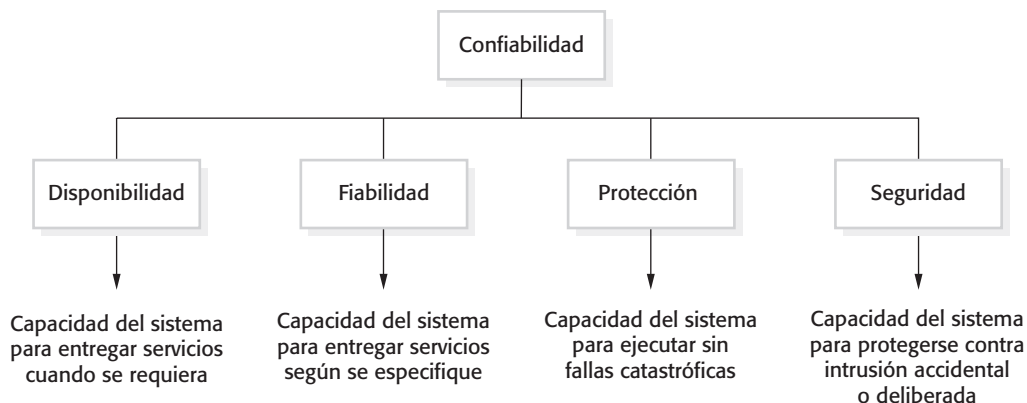 Confiabilidad
Disponibilidad
Fiabilidad
Protección
Seguridad
Capacidad del sistema
para entregar servicios
cuando se requiera
Capacidad del sistema
para entregar servicios
según se especifique
Capacidad del sistema
para ejecutar sin
fallas catastróficas
Capacidad del sistema
para protegerse contra
intrusión accidental
o deliberada